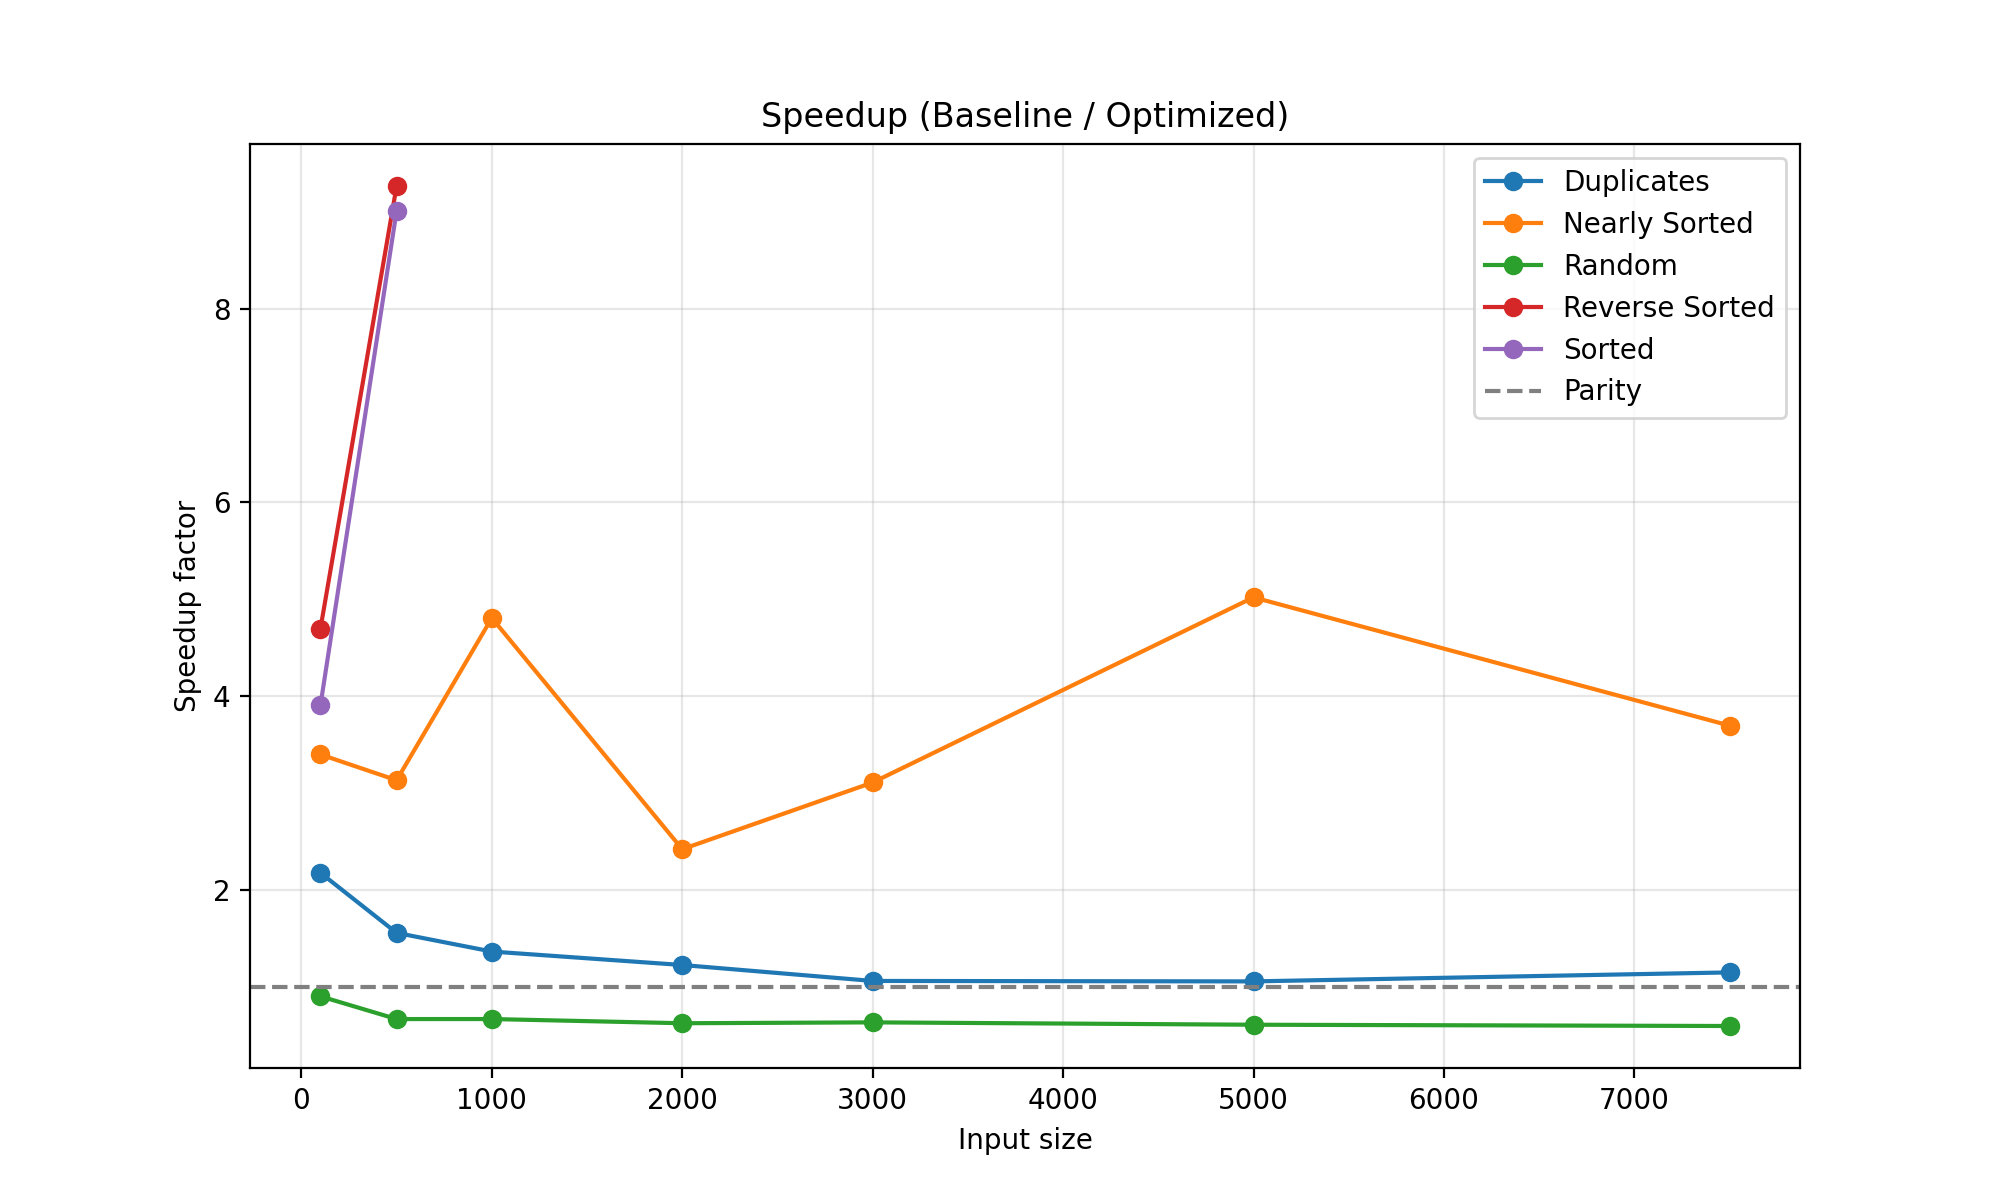 Speedup (Baseline / Optimized)
Duplicates
Nearly Sorted
Random
Reverse Sorted
Sorted
Parity
Speedup factor
8
6
4
2
0 1000 2000 3000 4000 5000 6000 7000
Input size